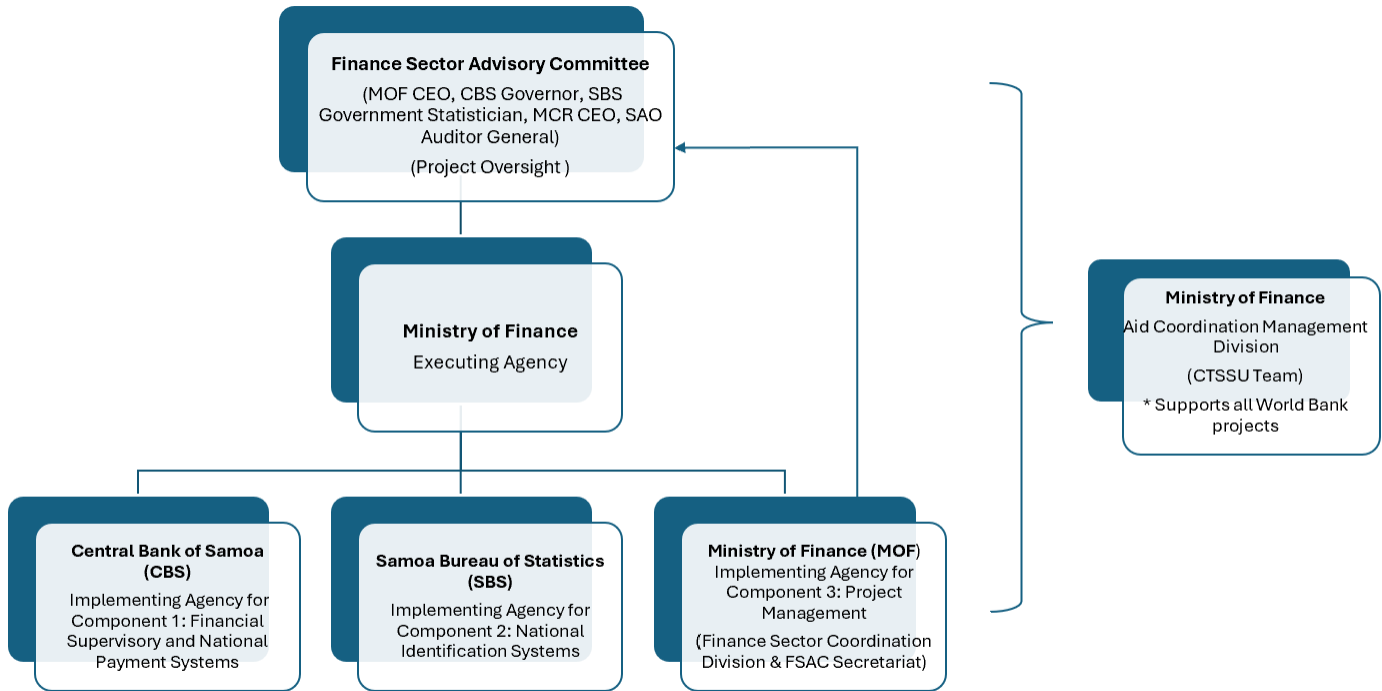 Finance Sector Advisory Committee
(MOF CEO, CBS Governor, SBS
Government Statistician, MCR CEO, SAO
Auditor General)
(Project Oversight )
Ministry of Finance
Executing Agency
Central Bank of Samoa
(CBS)
Implementing Agency for
Component 1: Financial
Supervisory and National
Payment Systems
Samoa Bureau of Statistics
(SBS)
Implementing Agency for
Component 2: National
Identification Systems
Ministry of Finance (MOF)
Implementing Agency for
Component 3: Project
Management
(Finance Sector Coordination
Division & FSAC Secretariat)
Ministry of Finance
Aid Coordination Management
Division
(CTSSU Team)
* Supports all World Bank
projects